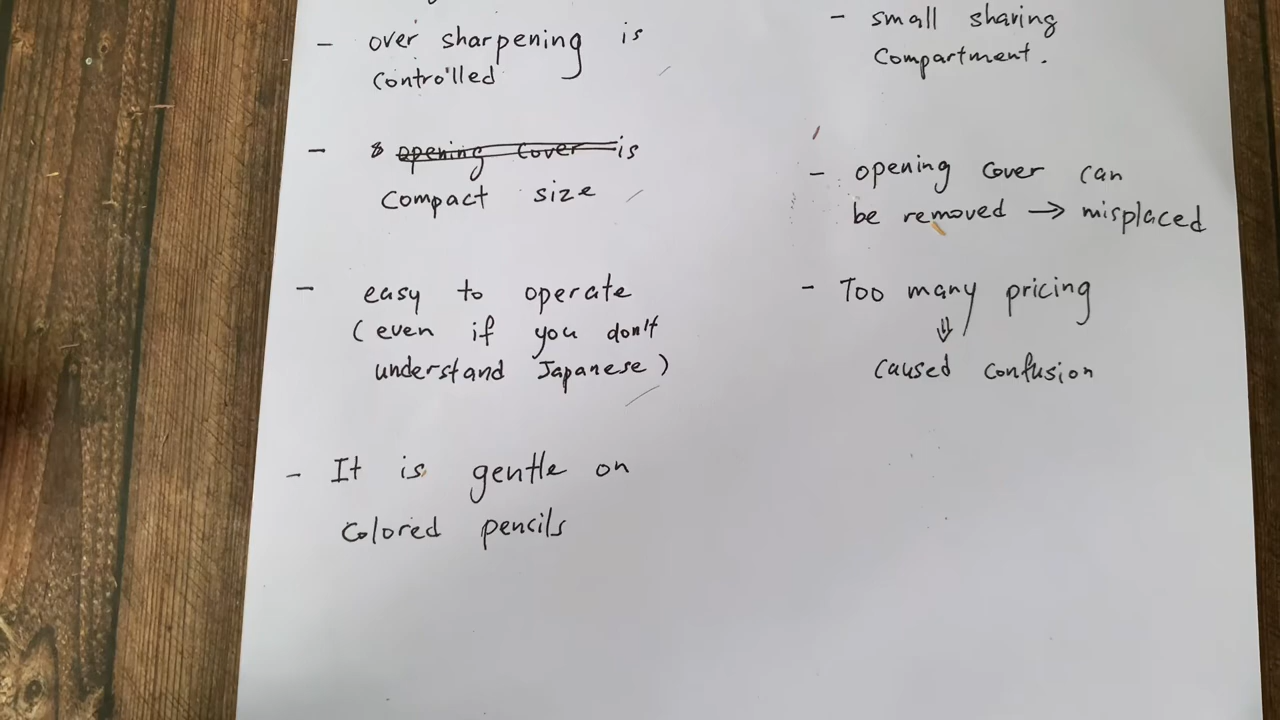 - over sharpening is
controlled
- opening cover is
compact size
- easy to operate
(even if you don't
understand Japanese)
- It is gentle on
colored pencils
- small sharing
compartment.
- opening cover can
be removed → misplaced
- Too many pricing
⇓
caused confusion